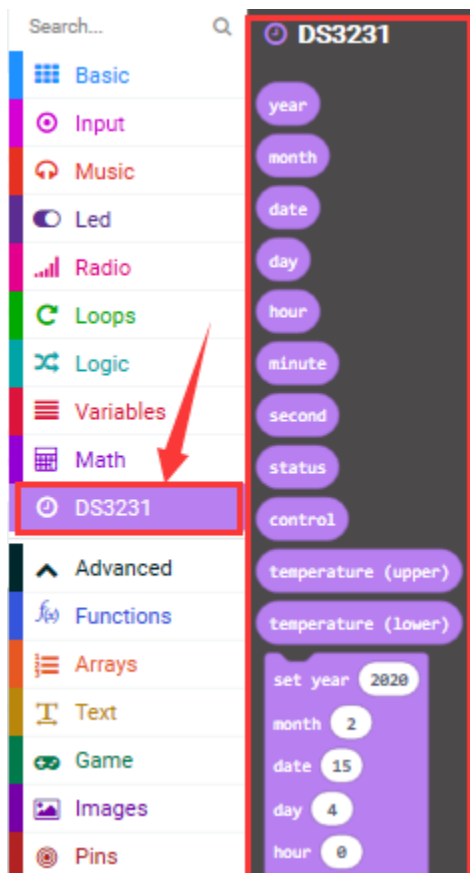 Search...
Basic
Input
Music
Led
Radio
Loops
Logic
Variables
Math
DS3231
Advanced
f(x) Functions
Arrays
Text
Game
Images
Pins
DS3231
year
month
date
day
hour
minute
second
status
control
temperature (upper)
temperature (lower)
set year 2020
month 2
date 15
day 4
hour 0